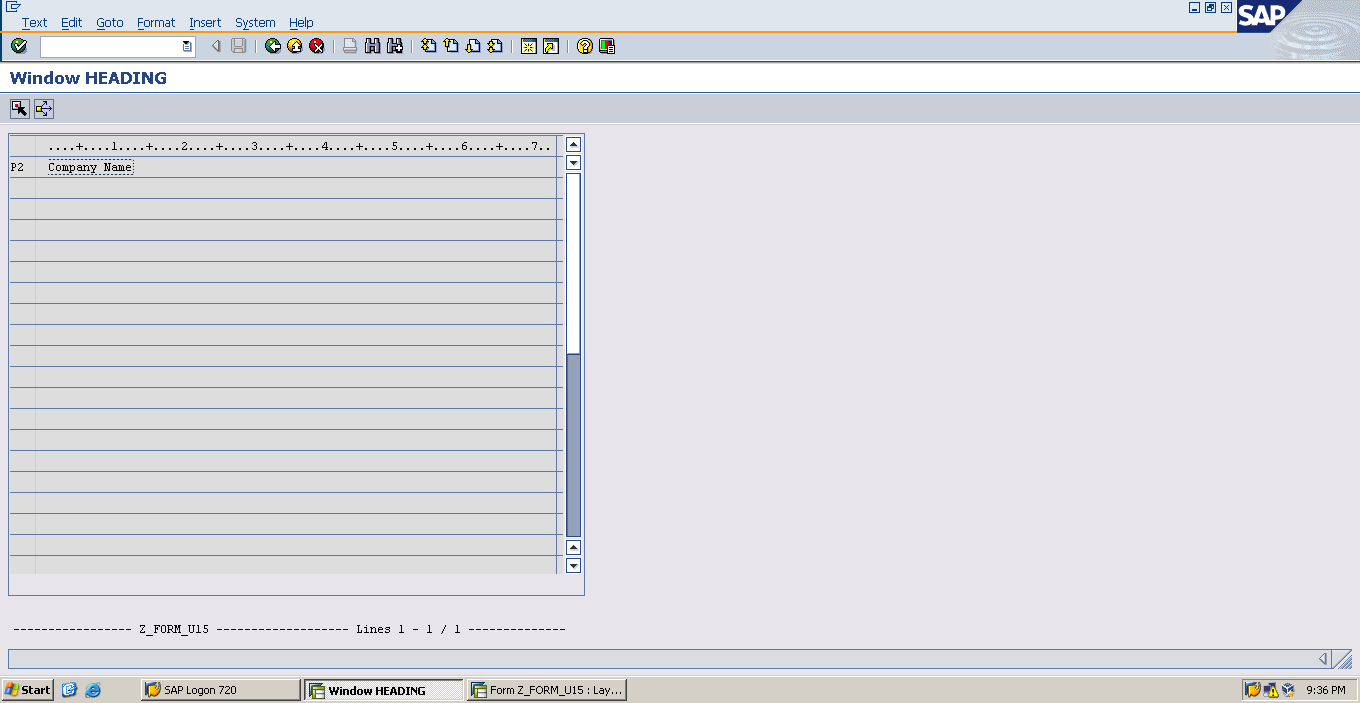 Text Edit Goto Format Insert System Help
SAP
Window HEADING
....+....1....+....2....+....3....+....4....+....5....+....6....+....7..
P2 Company Name
----------------- Z_FORM_U15 ------------------- Lines 1 - 1 / 1 --------------
Start SAP Logon 720 Window HEADING Form Z_FORM_U15 : Lay... 9:36 PM